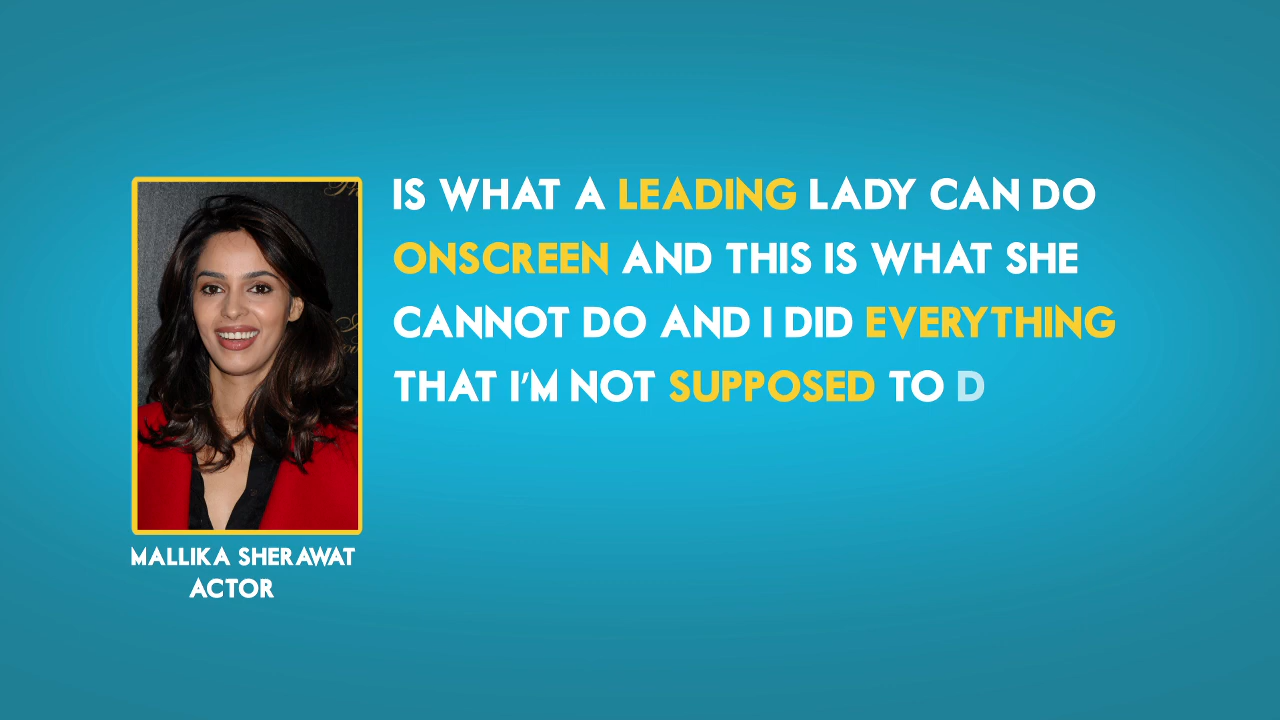 IS WHAT A LEADING LADY CAN DO
ONSCREEN AND THIS IS WHAT SHE
CANNOT DO AND I DID EVERYTHING
THAT I'M NOT SUPPOSED TO D
MALLIKA SHERAWAT
ACTOR